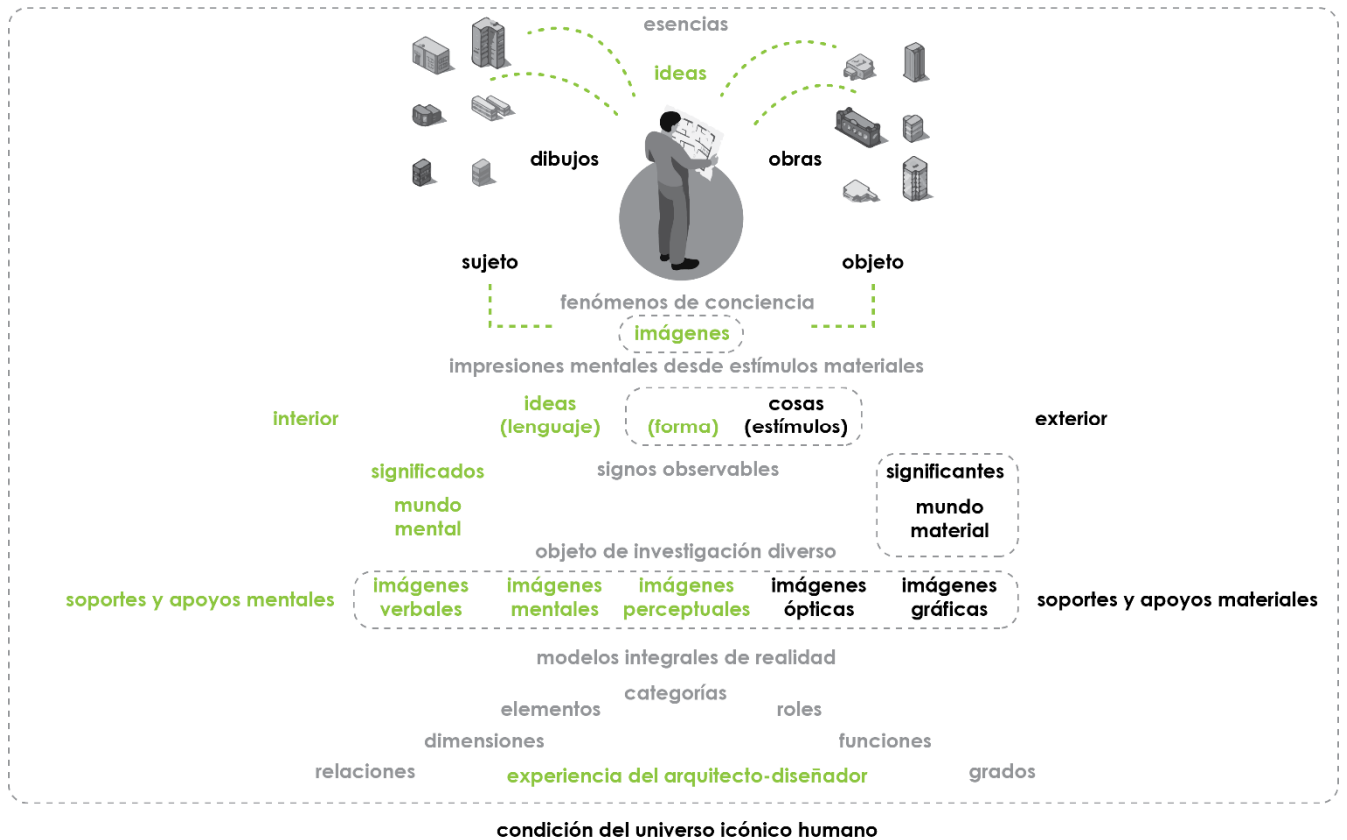 esencias
ideas
dibujos
obras
sujeto
objeto
fenómenos de conciencia
imágenes
impresiones mentales desde estímulos materiales
interior
ideas
(lenguaje)
(forma)
cosas
(estímulos)
exterior
significados
signos observables
significantes
mundo
mental
mundo
material
objeto de investigación diverso
soportes y apoyos mentales
imágenes
verbales
imágenes
mentales
imágenes
perceptuales
imágenes
ópticas
imágenes
gráficas
soportes y apoyos materiales
modelos integrales de realidad
categorías
elementos
roles
dimensiones
funciones
relaciones
experiencia del arquitecto-diseñador
grados
condición del universo icónico humano